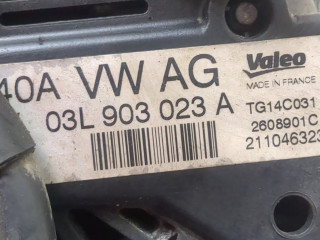 40A VW AG
Valeo
MADE IN FRANCE
03L 903 023 A
TG14C031
2608901C
211046323